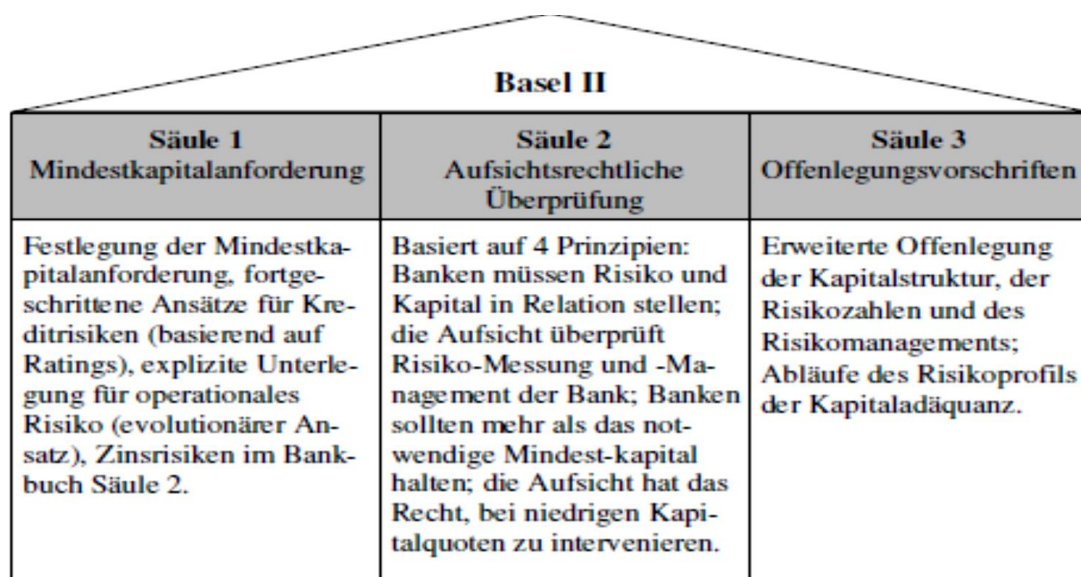 Basel II
Säule 1
Mindestkapitalanforderung
Festlegung der Mindestka-
pitalanforderung, fortge-
schrittene Ansätze für Kre-
ditrisiken (basierend auf
Ratings), explizite Unterle-
gung für operationales
Risiko (evolutionärer An-
satz), Zinsrisiken im Bank-
buch Säule 2.
Säule 2
Aufsichtsrechtliche
Überprüfung
Basiert auf 4 Prinzipien:
Banken müssen Risiko und
Kapital in Relation stellen;
die Aufsicht überprüft
Risiko-Messung und -Ma-
nagement der Bank; Banken
sollten mehr als das not-
wendige Mindest-kapital
halten; die Aufsicht hat das
Recht, bei niedrigen Kapi-
talquoten zu intervenieren.
Säule 3
Offenlegungsvorschriften
Erweiterte Offenlegung
der Kapitalstruktur, der
Risikozahlen und des
Risikomanagements;
Abläufe des Risikoprofils
der Kapitaladäquanz.